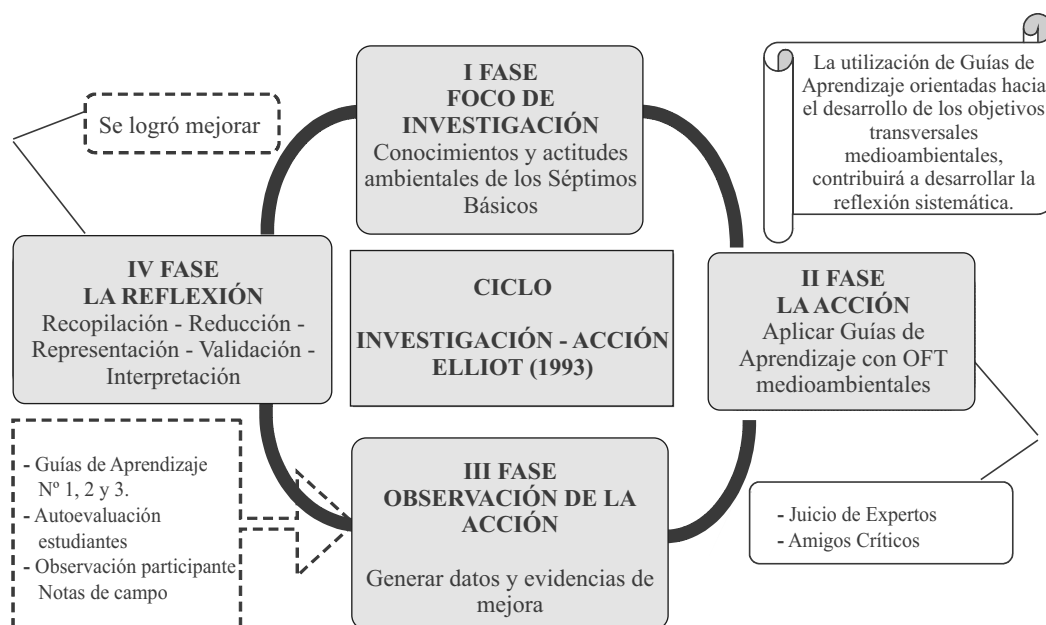 I FASE
FOCO DE
INVESTIGACIÓN
Conocimientos y actitudes
ambientales de los Séptimos
Básicos
La utilización de Guías de
Aprendizaje orientadas hacia
el desarrollo de los objetivos
transversales
medioambientales,
contribuirá a desarrollar la
reflexión sistemática.
Se logró mejorar
IV FASE
LA REFLEXIÓN
Recopilación - Reducción -
Representación - Validación -
Interpretación
CICLO
INVESTIGACIÓN - ACCIÓN
ELLIOT (1993)
II FASE
LA ACCIÓN
Aplicar Guías de
Aprendizaje con OFT
medioambientales
- Guías de Aprendizaje
Nº 1, 2 y 3.
- Autoevaluación
estudiantes
- Observación participante
Notas de campo
III FASE
OBSERVACIÓN DE LA
ACCIÓN
Generar datos y evidencias de
mejora
- Juicio de Expertos
- Amigos Críticos